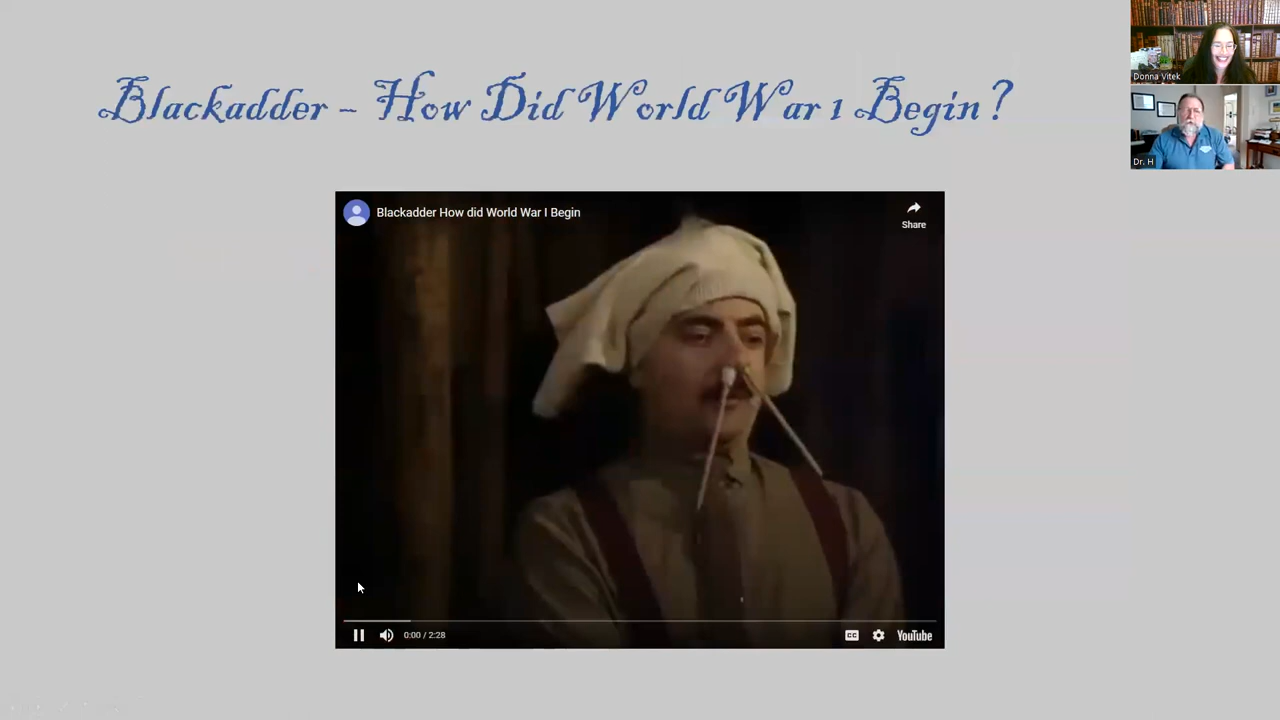 Blackadder – How Did World War 1 Begin?
Donna Vitek
Dr. H
Blackadder How did World War I Begin
Share
0:00 / 2:28
CC
YouTube